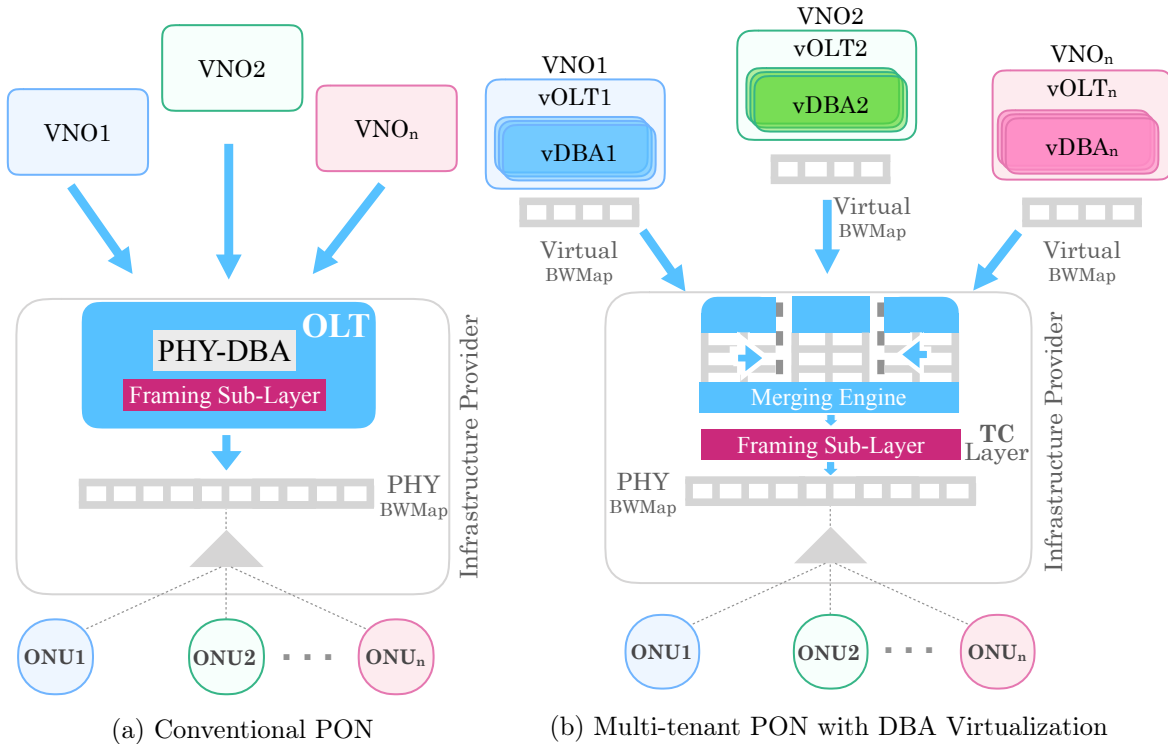 VNO1
VNO2
VNOₙ
OLT
PHY-DBA
Framing Sub-Layer
PHY
BWMap
Infrastructure Provider
ONU1
ONU2
· · ·
ONUₙ
(a) Conventional PON
VNO1
vOLT1
vDBA1
Virtual
BWMap
VNO2
vOLT2
vDBA2
Virtual
BWMap
VNOₙ
vOLTₙ
vDBAₙ
Virtual
BWMap
Merging Engine
Framing Sub-Layer
TC
Layer
PHY
BWMap
Infrastructure Provider
ONU1
ONU2
· · ·
ONUₙ
(b) Multi-tenant PON with DBA Virtualization